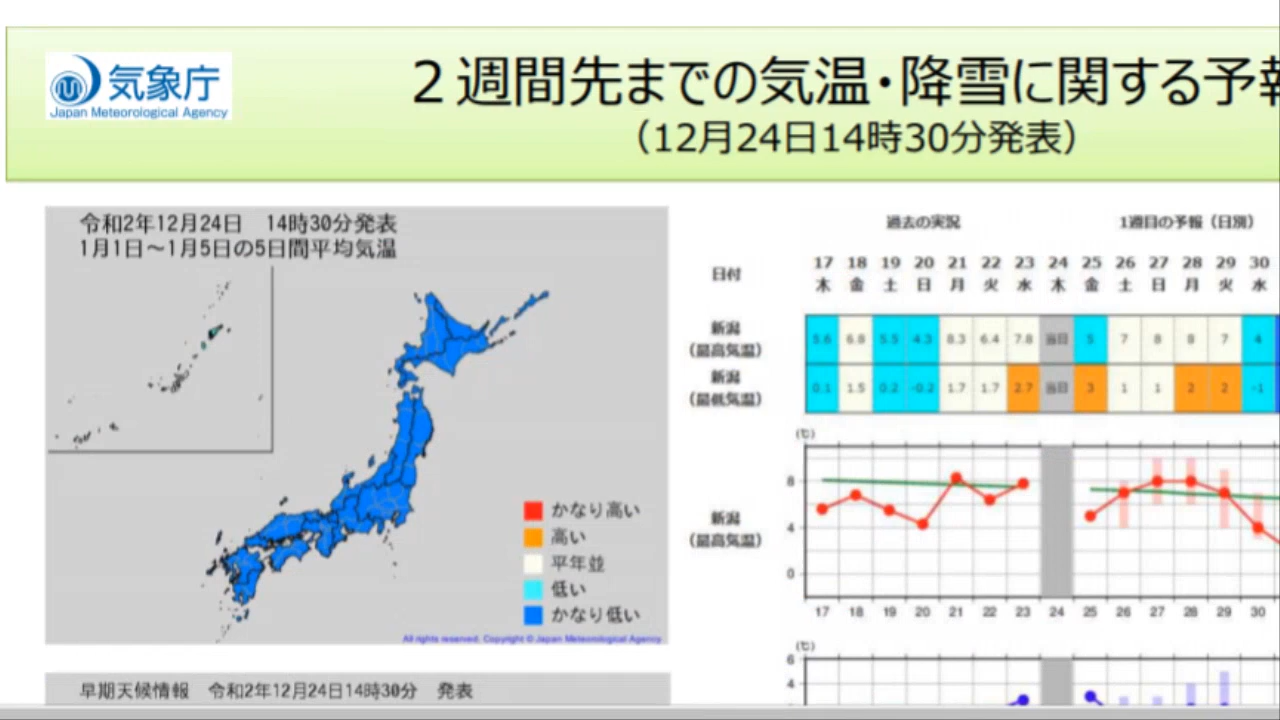 気象庁
Japan Meteorological Agency
２週間先までの気温・降雪に関する予報
（12月24日14時30分発表）
令和2年12月24日　14時30分発表
1月1日～1月5日の5日間平均気温
かなり高い
高い
平年並
低い
かなり低い
All rights reserved. Copyright © Japan Meteorological Agency
早期天候情報　令和2年12月24日14時30分　発表
過去の実況　1週目の予報（日別）
日付
17 18 19 20 21 22 23 24 25 26 27 28 29 30
木 金 土 日 月 火 水 木 金 土 日 月 火 水
新潟
（最高気温）
5.6 6.8 5.5 4.3 8.3 6.4 7.8 当日 5 7 8 8 7 4
新潟
（最低気温）
0.1 1.5 0.2 -0.2 1.7 1.7 2.7 当日 3 1 1 2 2 -1
(℃)
8
4
0
新潟
（最高気温）
17 18 19 20 21 22 23 24 25 26 27 28 29 30
(℃)
6
4